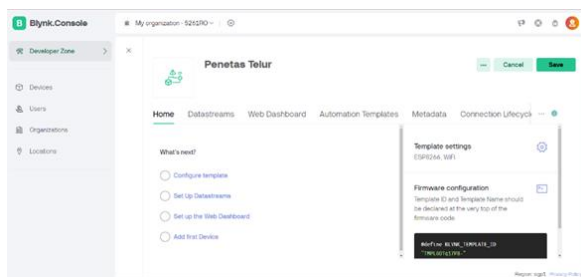 B Blynk.Console
My organization - 5261RO
Developer Zone
Devices
Users
Organizations
Locations
Penetas Telur
Cancel
Save
Home Datastreams Web Dashboard Automation Templates Metadata Connection Lifecycl
What's next?
Configure template
Set Up Datastreams
Set up the Web Dashboard
Add first Device
Template settings
ESP8266, WiFi
Firmware configuration
Template ID and Template Name should
be declared at the very top of the
firmware code.
#define BLYNK_TEMPLATE_ID
Privacy Policy